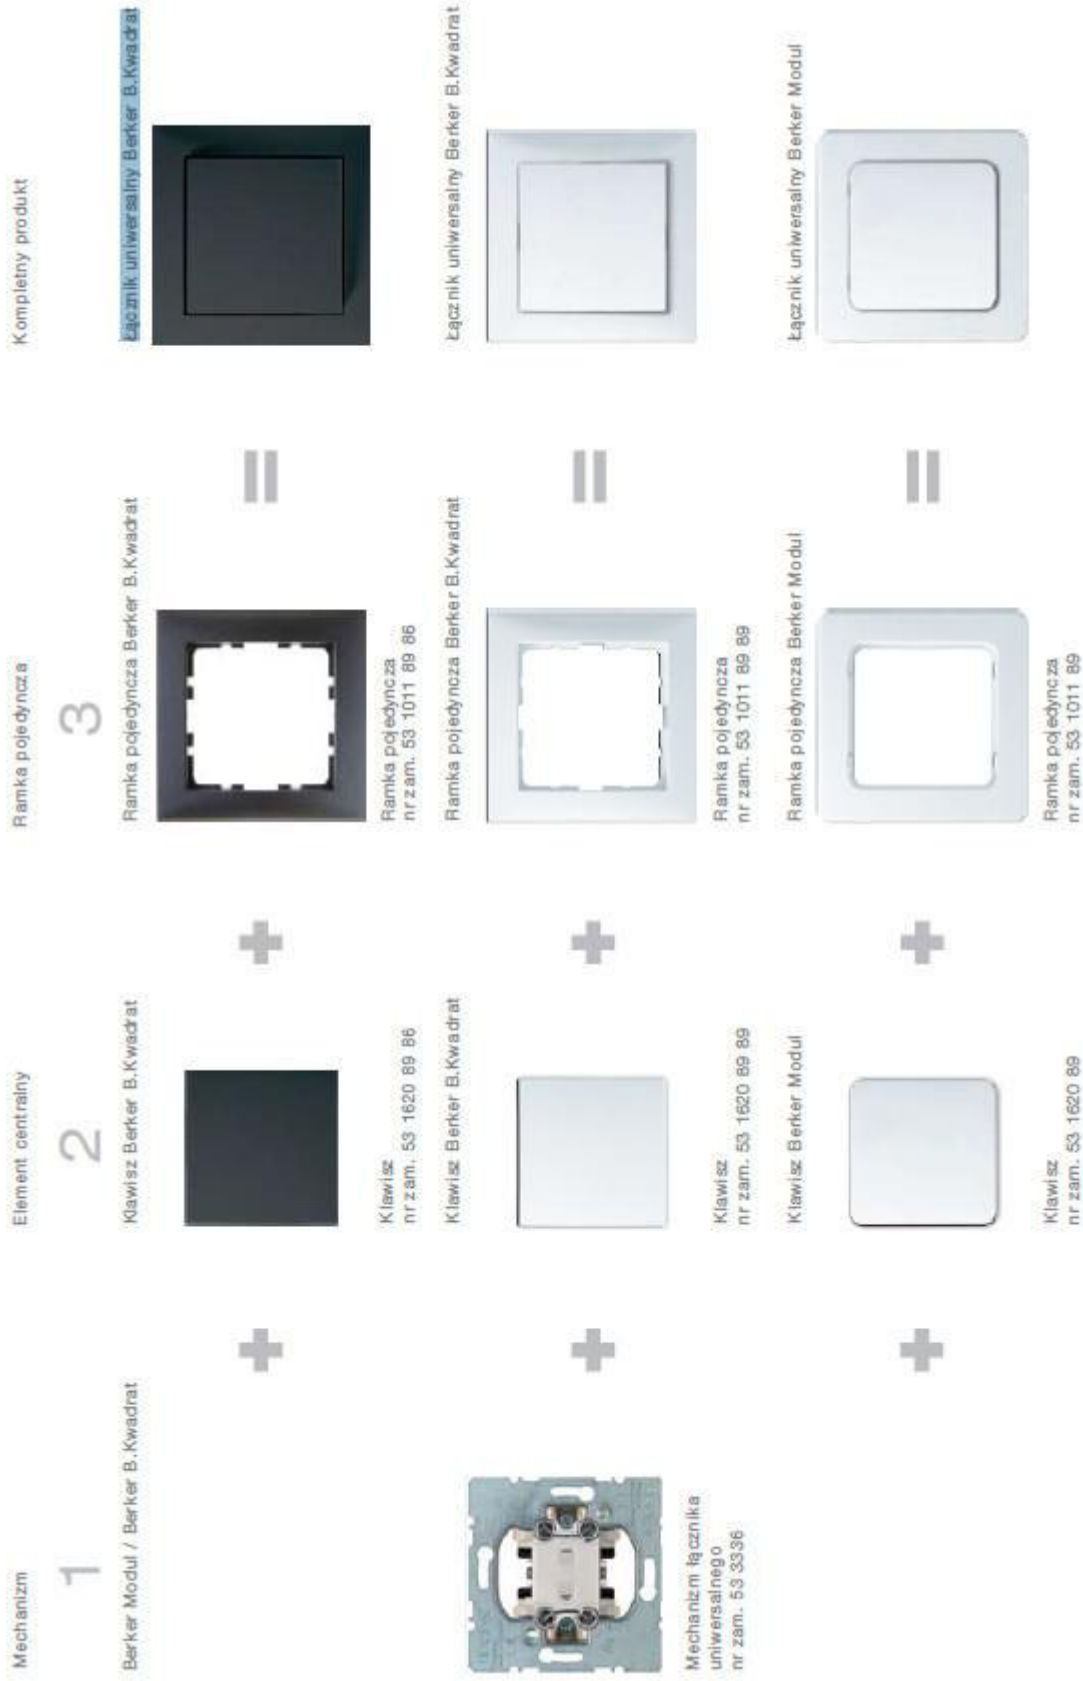 Mechanizm
Element centralny
Ramka pojedyncza
Kompletny produkt
1
2
3
Berker Modul / Berker B.Kwadrat
Klawisz Berker B.Kwadrat
Ramka pojedyncza Berker B.Kwadrat
Łącznik uniwersalny Berker B.Kwadrat
+
+
=
Klawisz
nr zam. 53 1620 89 86
Ramka pojedyncza
nr zam. 53 1011 89 86
Klawisz Berker B.Kwadrat
Ramka pojedyncza Berker B.Kwadrat
Łącznik uniwersalny Berker B.Kwadrat
+
+
=
Mechanizm łącznika
uniwersalnego
nr zam. 53 3336
Klawisz
nr zam. 53 1620 89 89
Ramka pojedyncza
nr zam. 53 1011 89 89
Klawisz Berker Modul
Ramka pojedyncza Berker Modul
Łącznik uniwersalny Berker Modul
+
+
=
Klawisz
nr zam. 53 1620 89
Ramka pojedyncza
nr zam. 53 1011 89